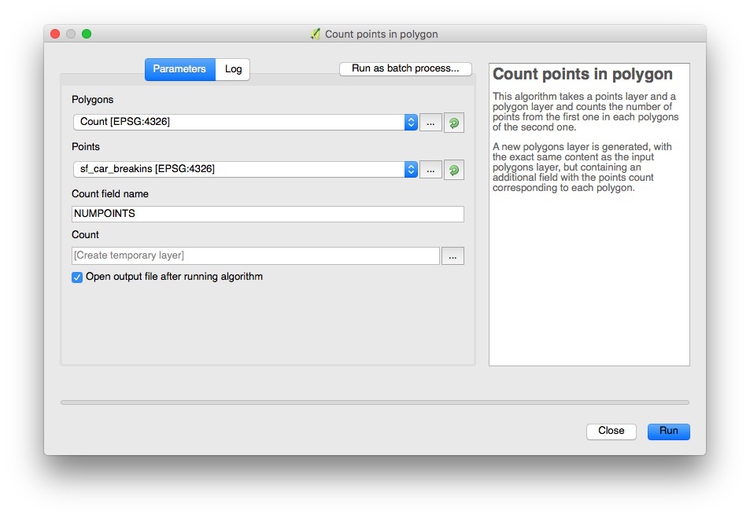 Count points in polygon
Parameters
Log
Run as batch process...
Polygons
Count [EPSG:4326]
...
Points
sf_car_breakins [EPSG:4326]
...
Count field name
NUMPOINTS
Count
[Create temporary layer]
...
Open output file after running algorithm
Count points in polygon
This algorithm takes a points layer and a
polygon layer and counts the number of
points from the first one in each polygons
of the second one.
A new polygons layer is generated, with
the exact same content as the input
polygons layer, but containing an
additional field with the points count
corresponding to each polygon.
Close
Run